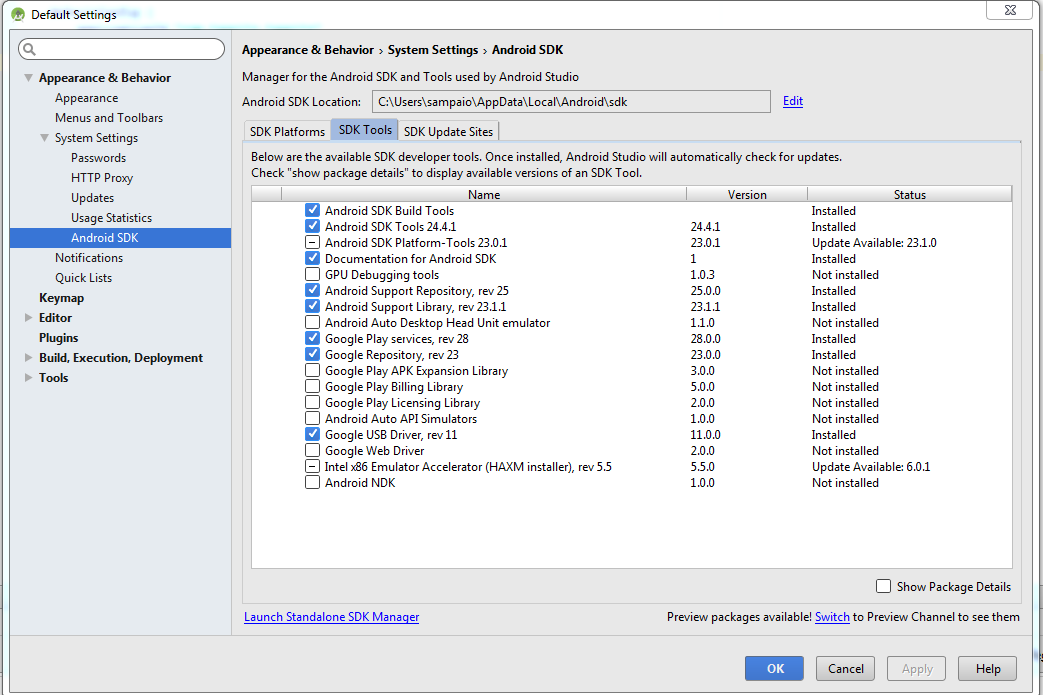 Default Settings
Appearance & Behavior
Appearance
Menus and Toolbars
System Settings
Passwords
HTTP Proxy
Updates
Usage Statistics
Android SDK
Notifications
Quick Lists
Keymap
Editor
Plugins
Build, Execution, Deployment
Tools
Appearance & Behavior › System Settings › Android SDK
Manager for the Android SDK and Tools used by Android Studio
Android SDK Location: C:\Users\sampaio\AppData\Local\Android\sdk Edit
SDK Platforms SDK Tools SDK Update Sites
Below are the available SDK developer tools. Once installed, Android Studio will automatically check for updates.
Check "show package details" to display available versions of an SDK Tool.
Name Version Status
Android SDK Build Tools Installed
Android SDK Tools 24.4.1 24.4.1 Installed
Android SDK Platform-Tools 23.0.1 23.0.1 Update Available: 23.1.0
Documentation for Android SDK 1 Installed
GPU Debugging tools 1.0.3 Not installed
Android Support Repository, rev 25 25.0.0 Installed
Android Support Library, rev 23.1.1 23.1.1 Installed
Android Auto Desktop Head Unit emulator 1.1.0 Not installed
Google Play services, rev 28 28.0.0 Installed
Google Repository, rev 23 23.0.0 Installed
Google Play APK Expansion Library 3.0.0 Not installed
Google Play Billing Library 5.0.0 Not installed
Google Play Licensing Library 2.0.0 Not installed
Android Auto API Simulators 1.0.0 Not installed
Google USB Driver, rev 11 11.0.0 Installed
Google Web Driver 2.0.0 Not installed
Intel x86 Emulator Accelerator (HAXM installer), rev 5.5 5.5.0 Update Available: 6.0.1
Android NDK 1.0.0 Not installed
Show Package Details
Launch Standalone SDK Manager Preview packages available! Switch to Preview Channel to see them
OK Cancel Apply Help